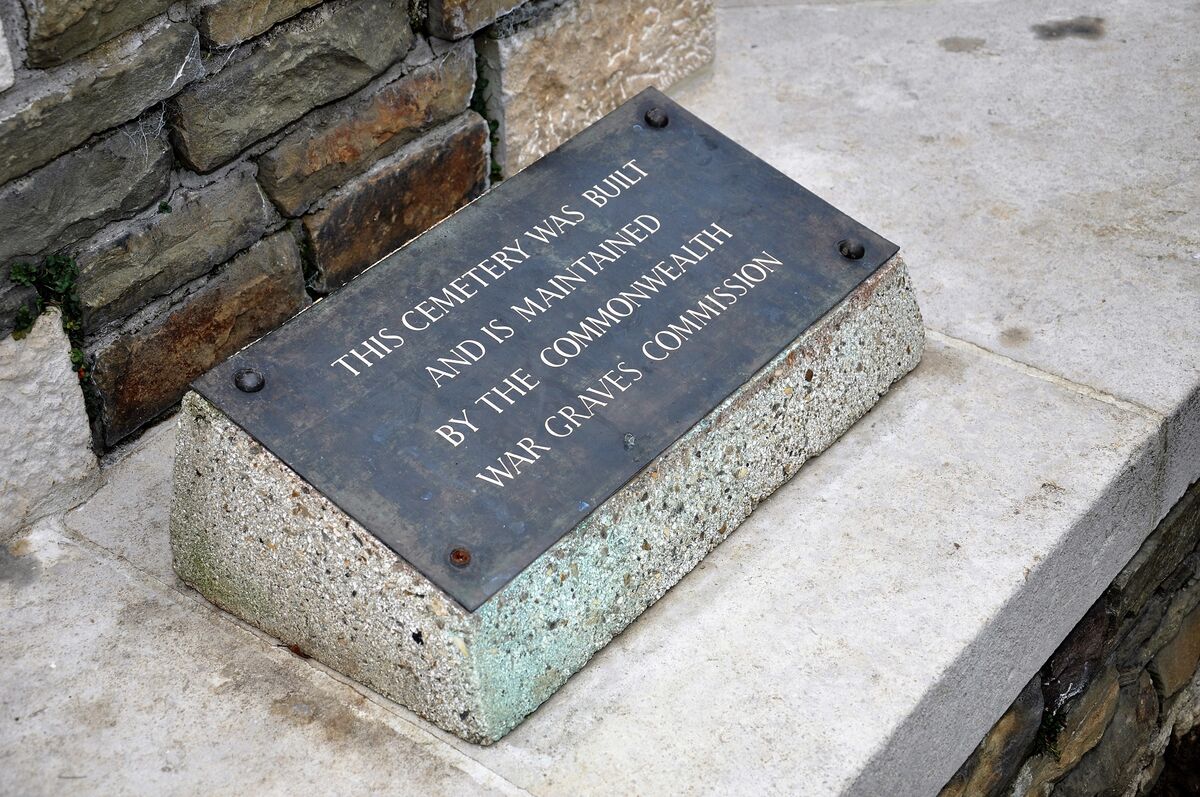 THIS CEMETERY WAS BUILT
AND IS MAINTAINED
BY THE COMMONWEALTH
WAR GRAVES COMMISSION